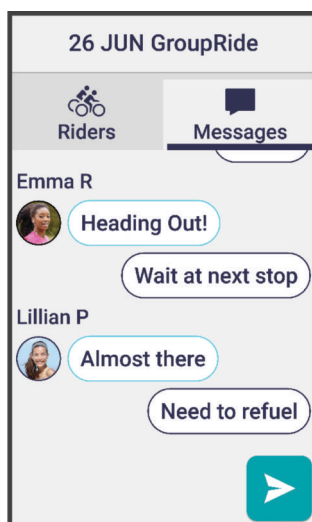 26 JUN GroupRide
Riders
Messages
Emma R
Heading Out!
Wait at next stop
Lillian P
Almost there
Need to refuel